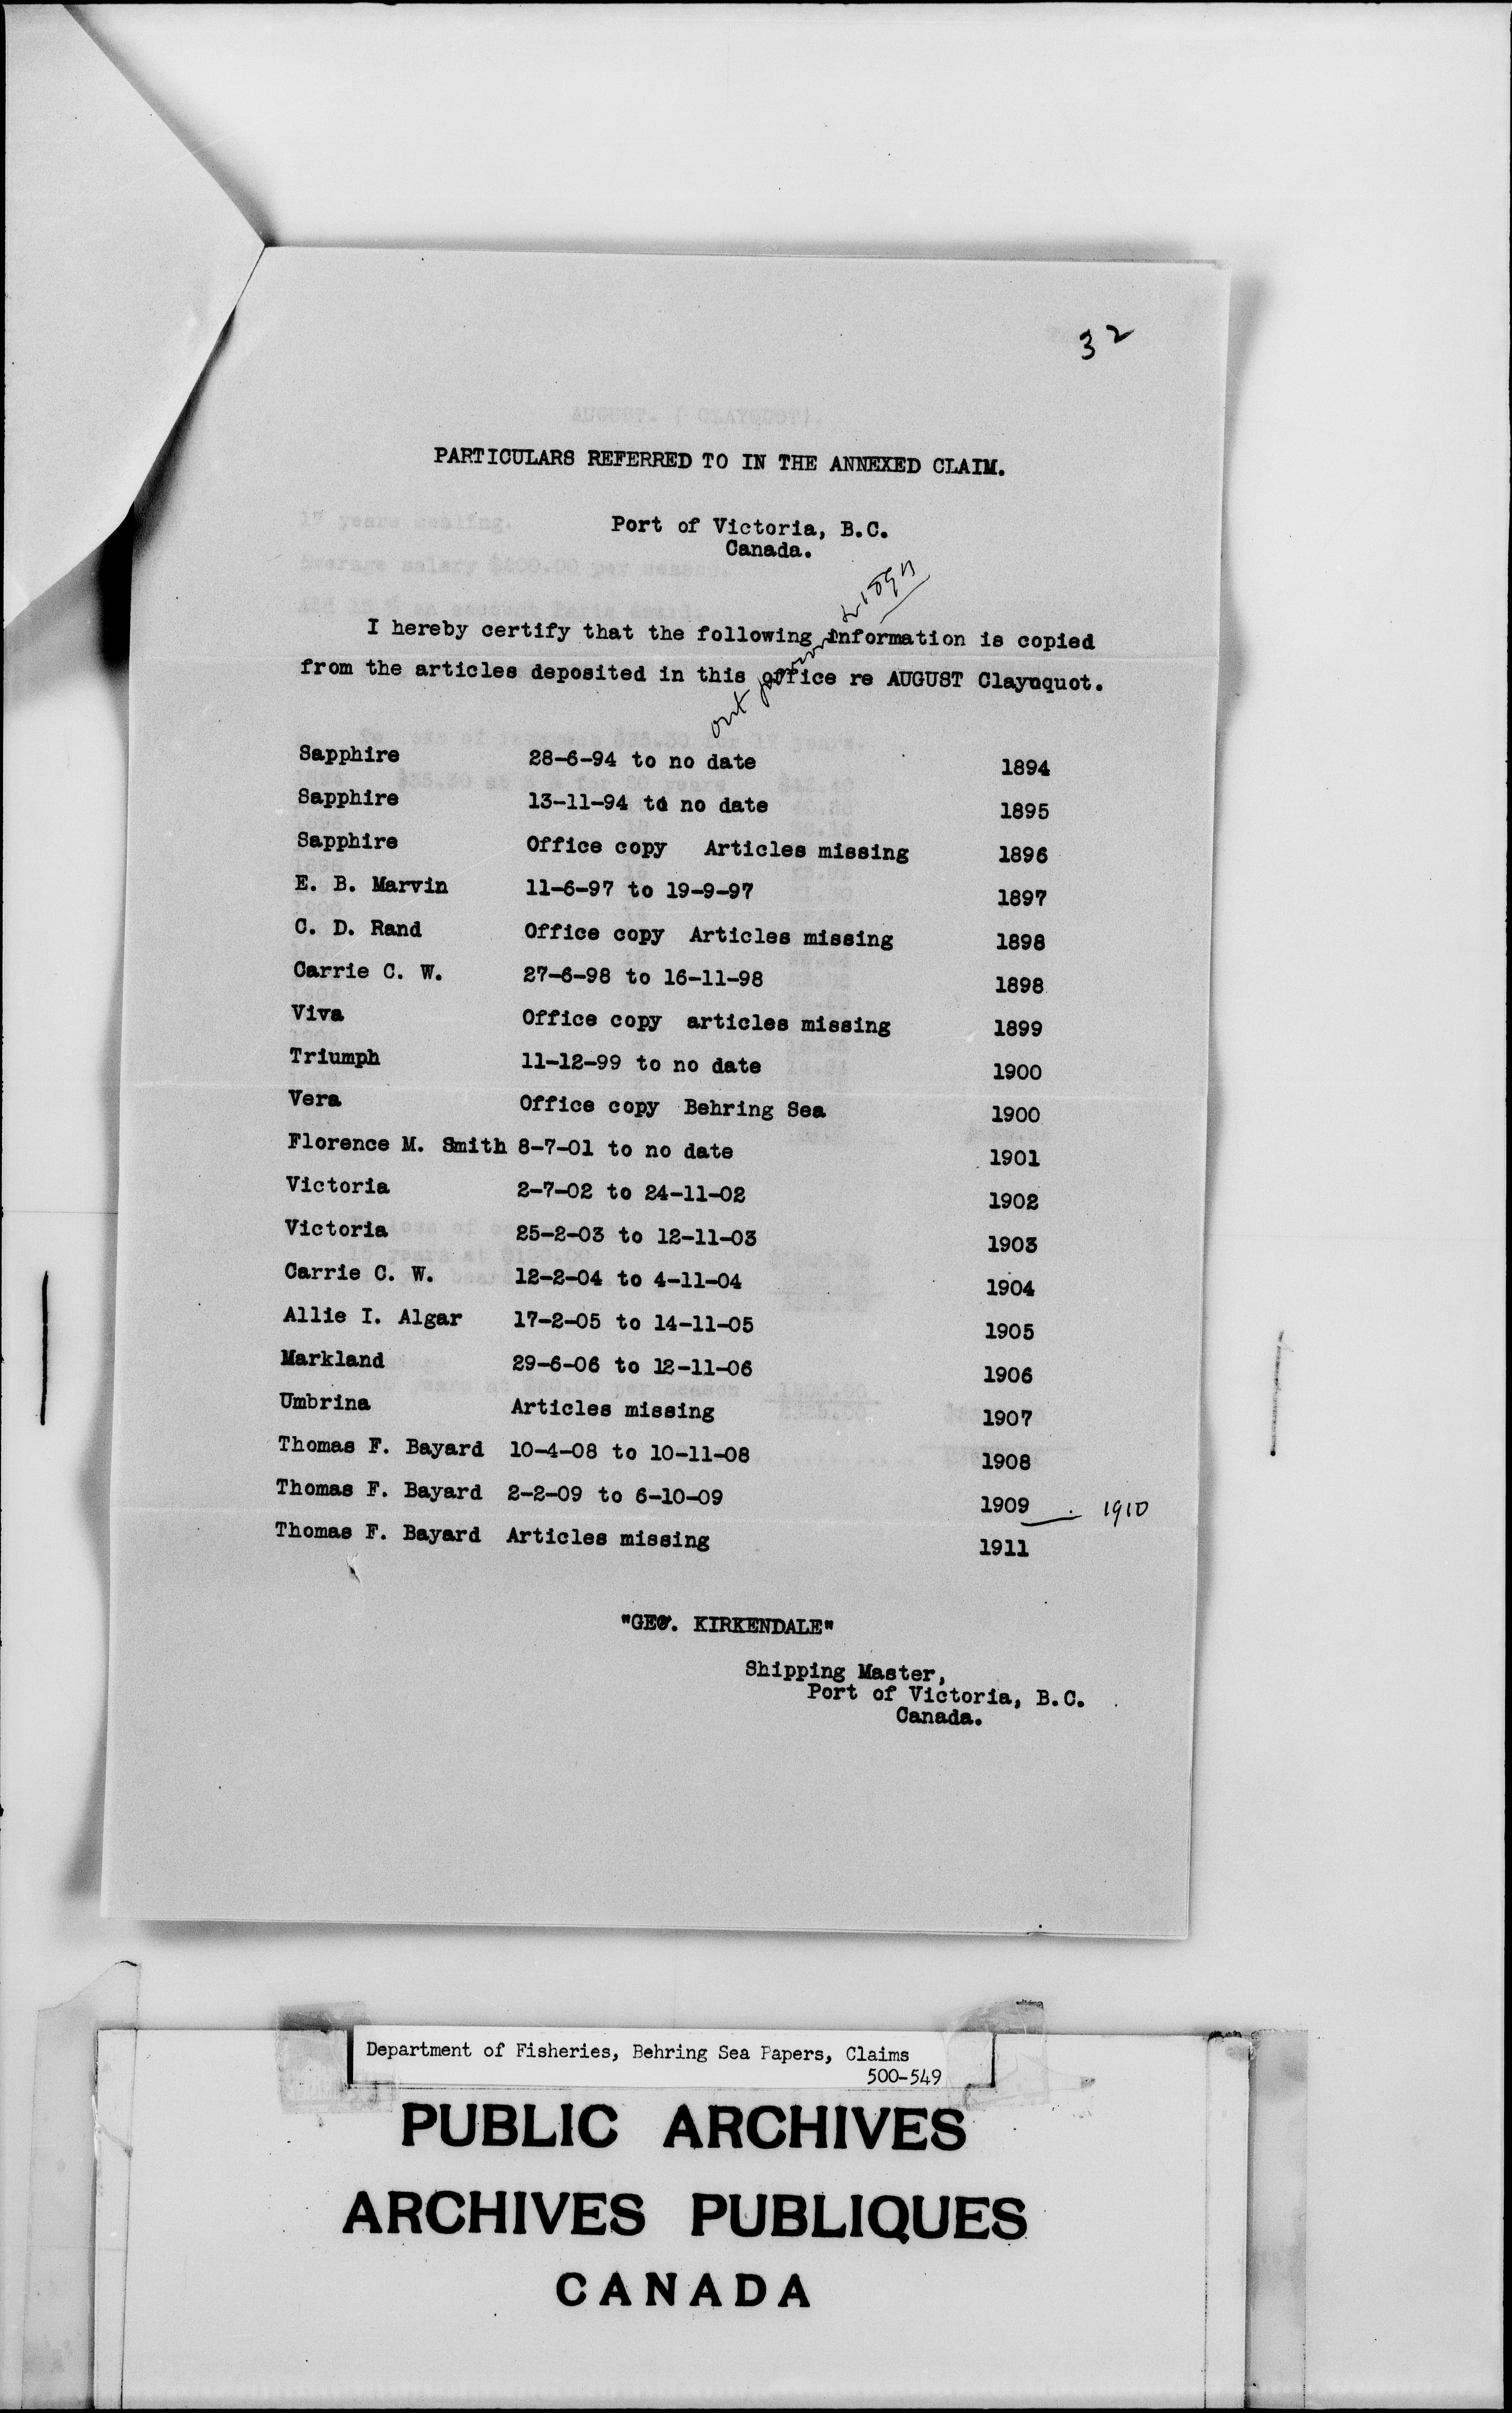 32
PARTICULARS REFERRED TO IN THE ANNEXED CLAIM.
Port of Victoria, B.C.
Canada.
I hereby certify that the following information is copied
from the articles deposited in this office re AUGUST Clayoquot.
out
Sapphire 28-6-94 to no date 1894
Sapphire 13-11-94 to no date 1895
Sapphire Office copy Articles missing 1896
E. B. Marvin 11-6-97 to 19-9-97 1897
C. D. Rand Office copy Articles missing 1898
Carrie C. W. 27-6-98 to 16-11-98 1898
Viva Office copy articles missing 1899
Triumph 11-12-99 to no date 1900
Vera Office copy Behring Sea 1900
Florence M. Smith 8-7-01 to no date 1901
Victoria 2-7-02 to 24-11-02 1902
Victoria 25-2-03 to 12-11-03 1903
Carrie C. W. 12-2-04 to 4-11-04 1904
Allie I. Algar 17-2-05 to 14-11-05 1905
Markland 29-6-06 to 12-11-06 1906
Umbrina Articles missing 1907
Thomas F. Bayard 10-4-08 to 10-11-08 1908
Thomas F. Bayard 2-2-09 to 6-10-09 1909 1910
Thomas F. Bayard Articles missing 1911
"GEO. KIRKENDALE"
Shipping Master,
Port of Victoria, B.C.
Canada.
Department of Fisheries, Behring Sea Papers, Claims
500-549
PUBLIC ARCHIVES
ARCHIVES PUBLIQUES
CANADA